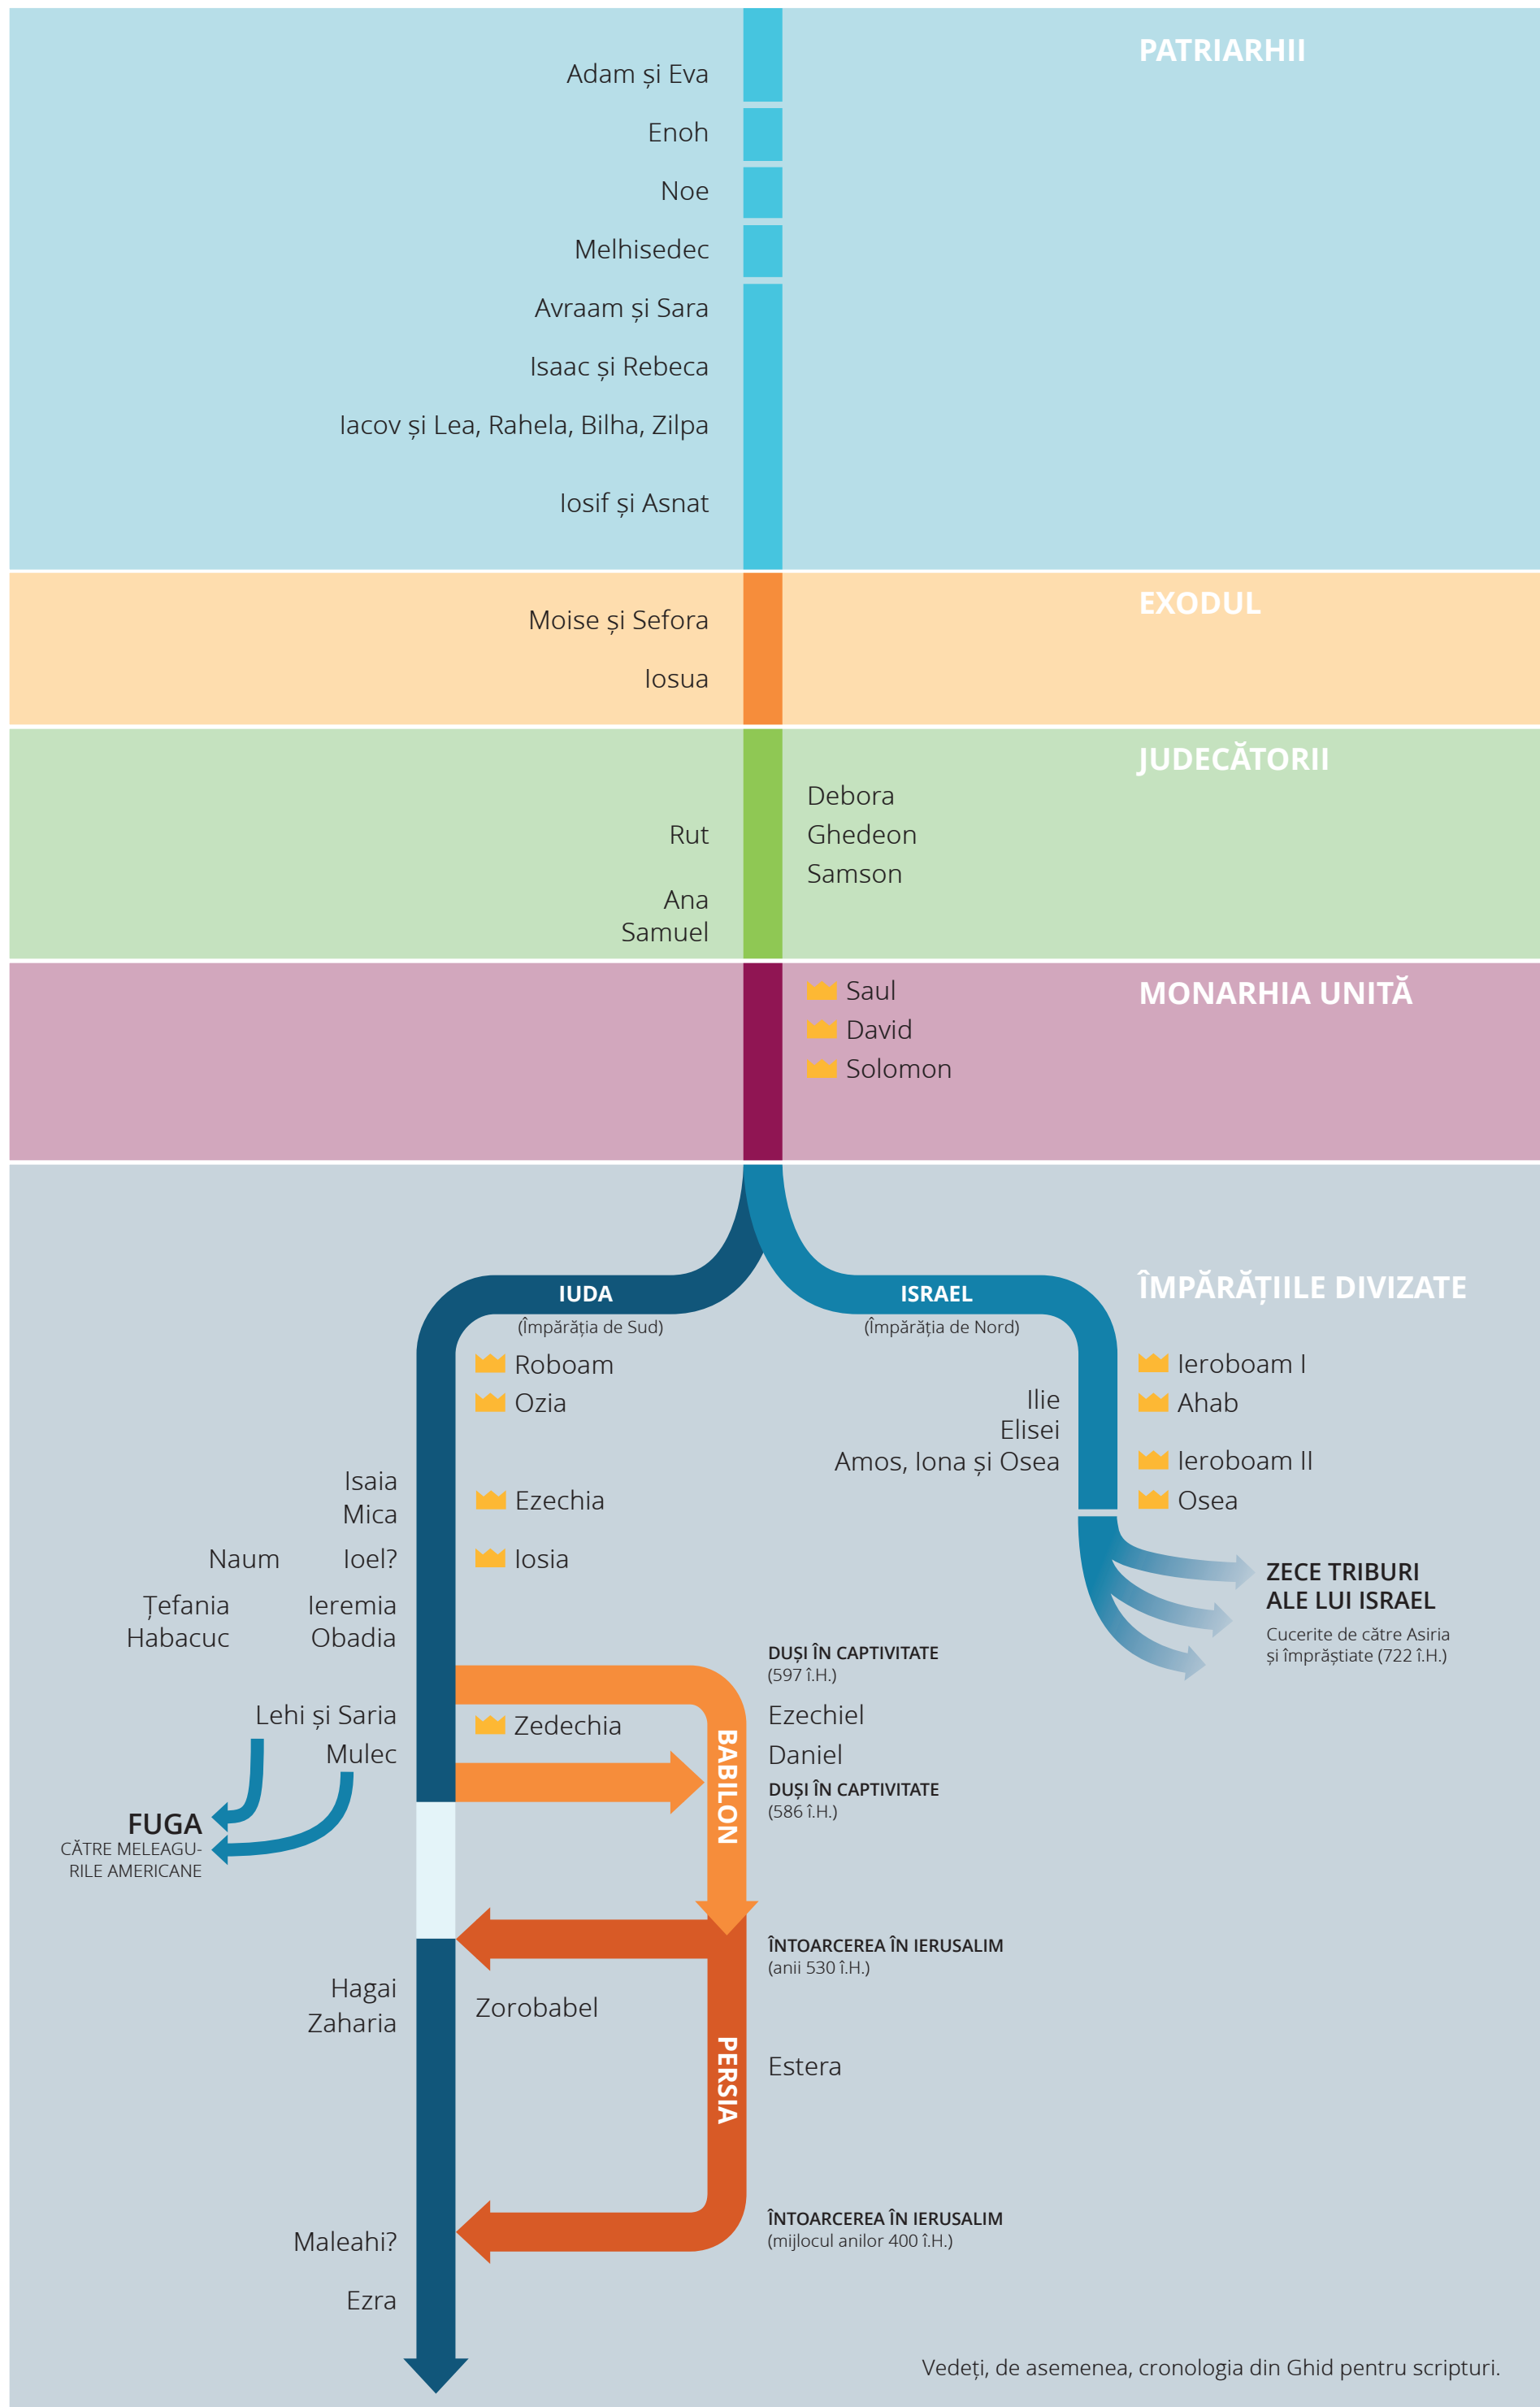 PATRIARHII
Adam și Eva
Enoh
Noe
Melhisedec
Avraam și Sara
Isaac și Rebeca
Iacov și Lea, Rahela, Bilha, Zilpa
Iosif și Asnat
EXODUL
Moise și Sefora
Iosua
JUDECĂTORII
Debora
Rut
Ghedeon
Samson
Ana
Samuel
MONARHIA UNITĂ
Saul
David
Solomon
ÎMPĂRĂȚIILE DIVIZATE
IUDA
(Împărăția de Sud)
ISRAEL
(Împărăția de Nord)
Roboam
Ozia
Ieroboam I
Ahab
Ilie
Elisei
Amos, Iona și Osea
Ieroboam II
Osea
Isaia
Mica
Ezechia
Naum
Ioel?
Iosia
ZECE TRIBURI
ALE LUI ISRAEL
Cucerite de către Asiria
și împrăștiate (722 î.H.)
Țefania
Habacuc
Ieremia
Obadia
DUȘI ÎN CAPTIVITATE
(597 î.H.)
Lehi și Saria
Mulec
Zedechia
BABILON
Ezechiel
Daniel
DUȘI ÎN CAPTIVITATE
(586 î.H.)
FUGA
CĂTRE MELEAGU-
RILE AMERICANE
ÎNTOARCEREA ÎN IERUSALIM
(anii 530 î.H.)
Hagai
Zaharia
Zorobabel
PERSIA
Estera
ÎNTOARCEREA ÎN IERUSALIM
(mijlocul anilor 400 î.H.)
Maleahi?
Ezra
Vedeți, de asemenea, cronologia din Ghid pentru scripturi.